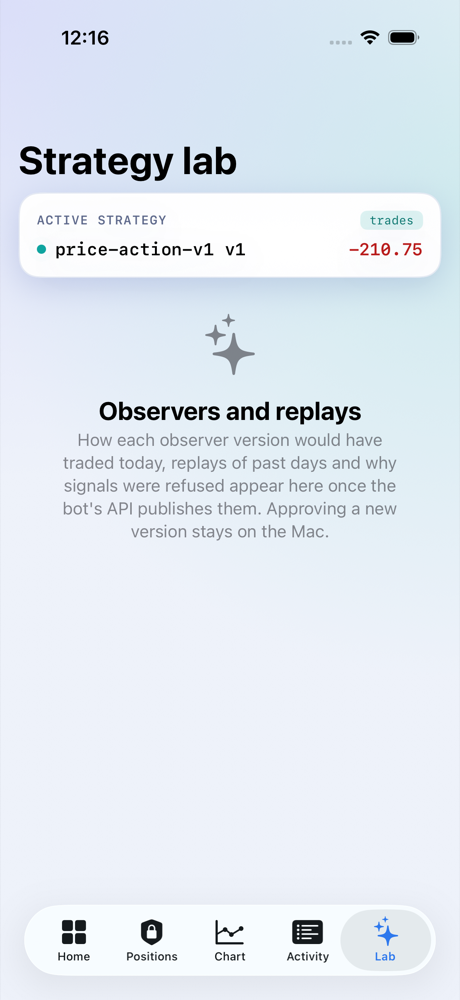 12:16
Strategy lab
ACTIVE STRATEGY
trades
price-action-v1 v1
−210.75
Observers and replays
How each observer version would have
traded today, replays of past days and why
signals were refused appear here once the
bot's API publishes them. Approving a new
version stays on the Mac.
Home
Positions
Chart
Activity
Lab